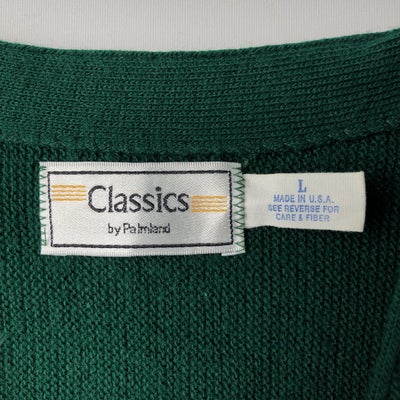 Classics
by Palmland
L
MADE IN U.S.A.
SEE REVERSE FOR
CARE & FIBER